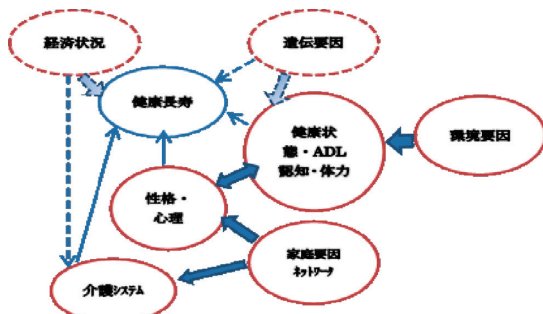 経済状況
遺伝要因
健康長寿
健康状
態・ADL
認知・体力
環境要因
性格・
心理
家庭要因
ﾈｯﾄﾜｰｸ
介護ｼｽﾃﾑ